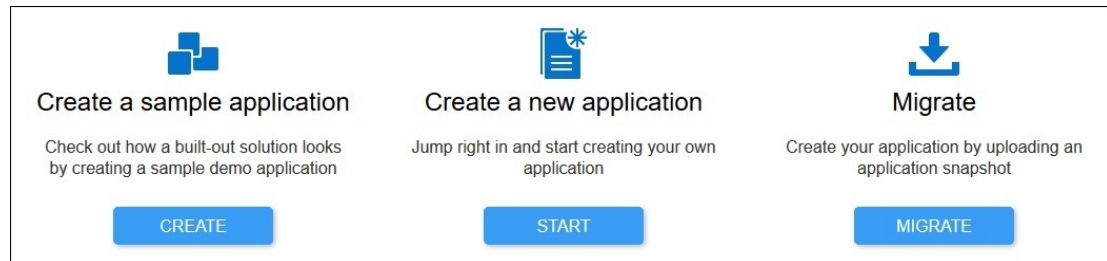 Create a sample application
Check out how a built-out solution looks
by creating a sample demo application
CREATE
Create a new application
Jump right in and start creating your own
application
START
Migrate
Create your application by uploading an
application snapshot
MIGRATE